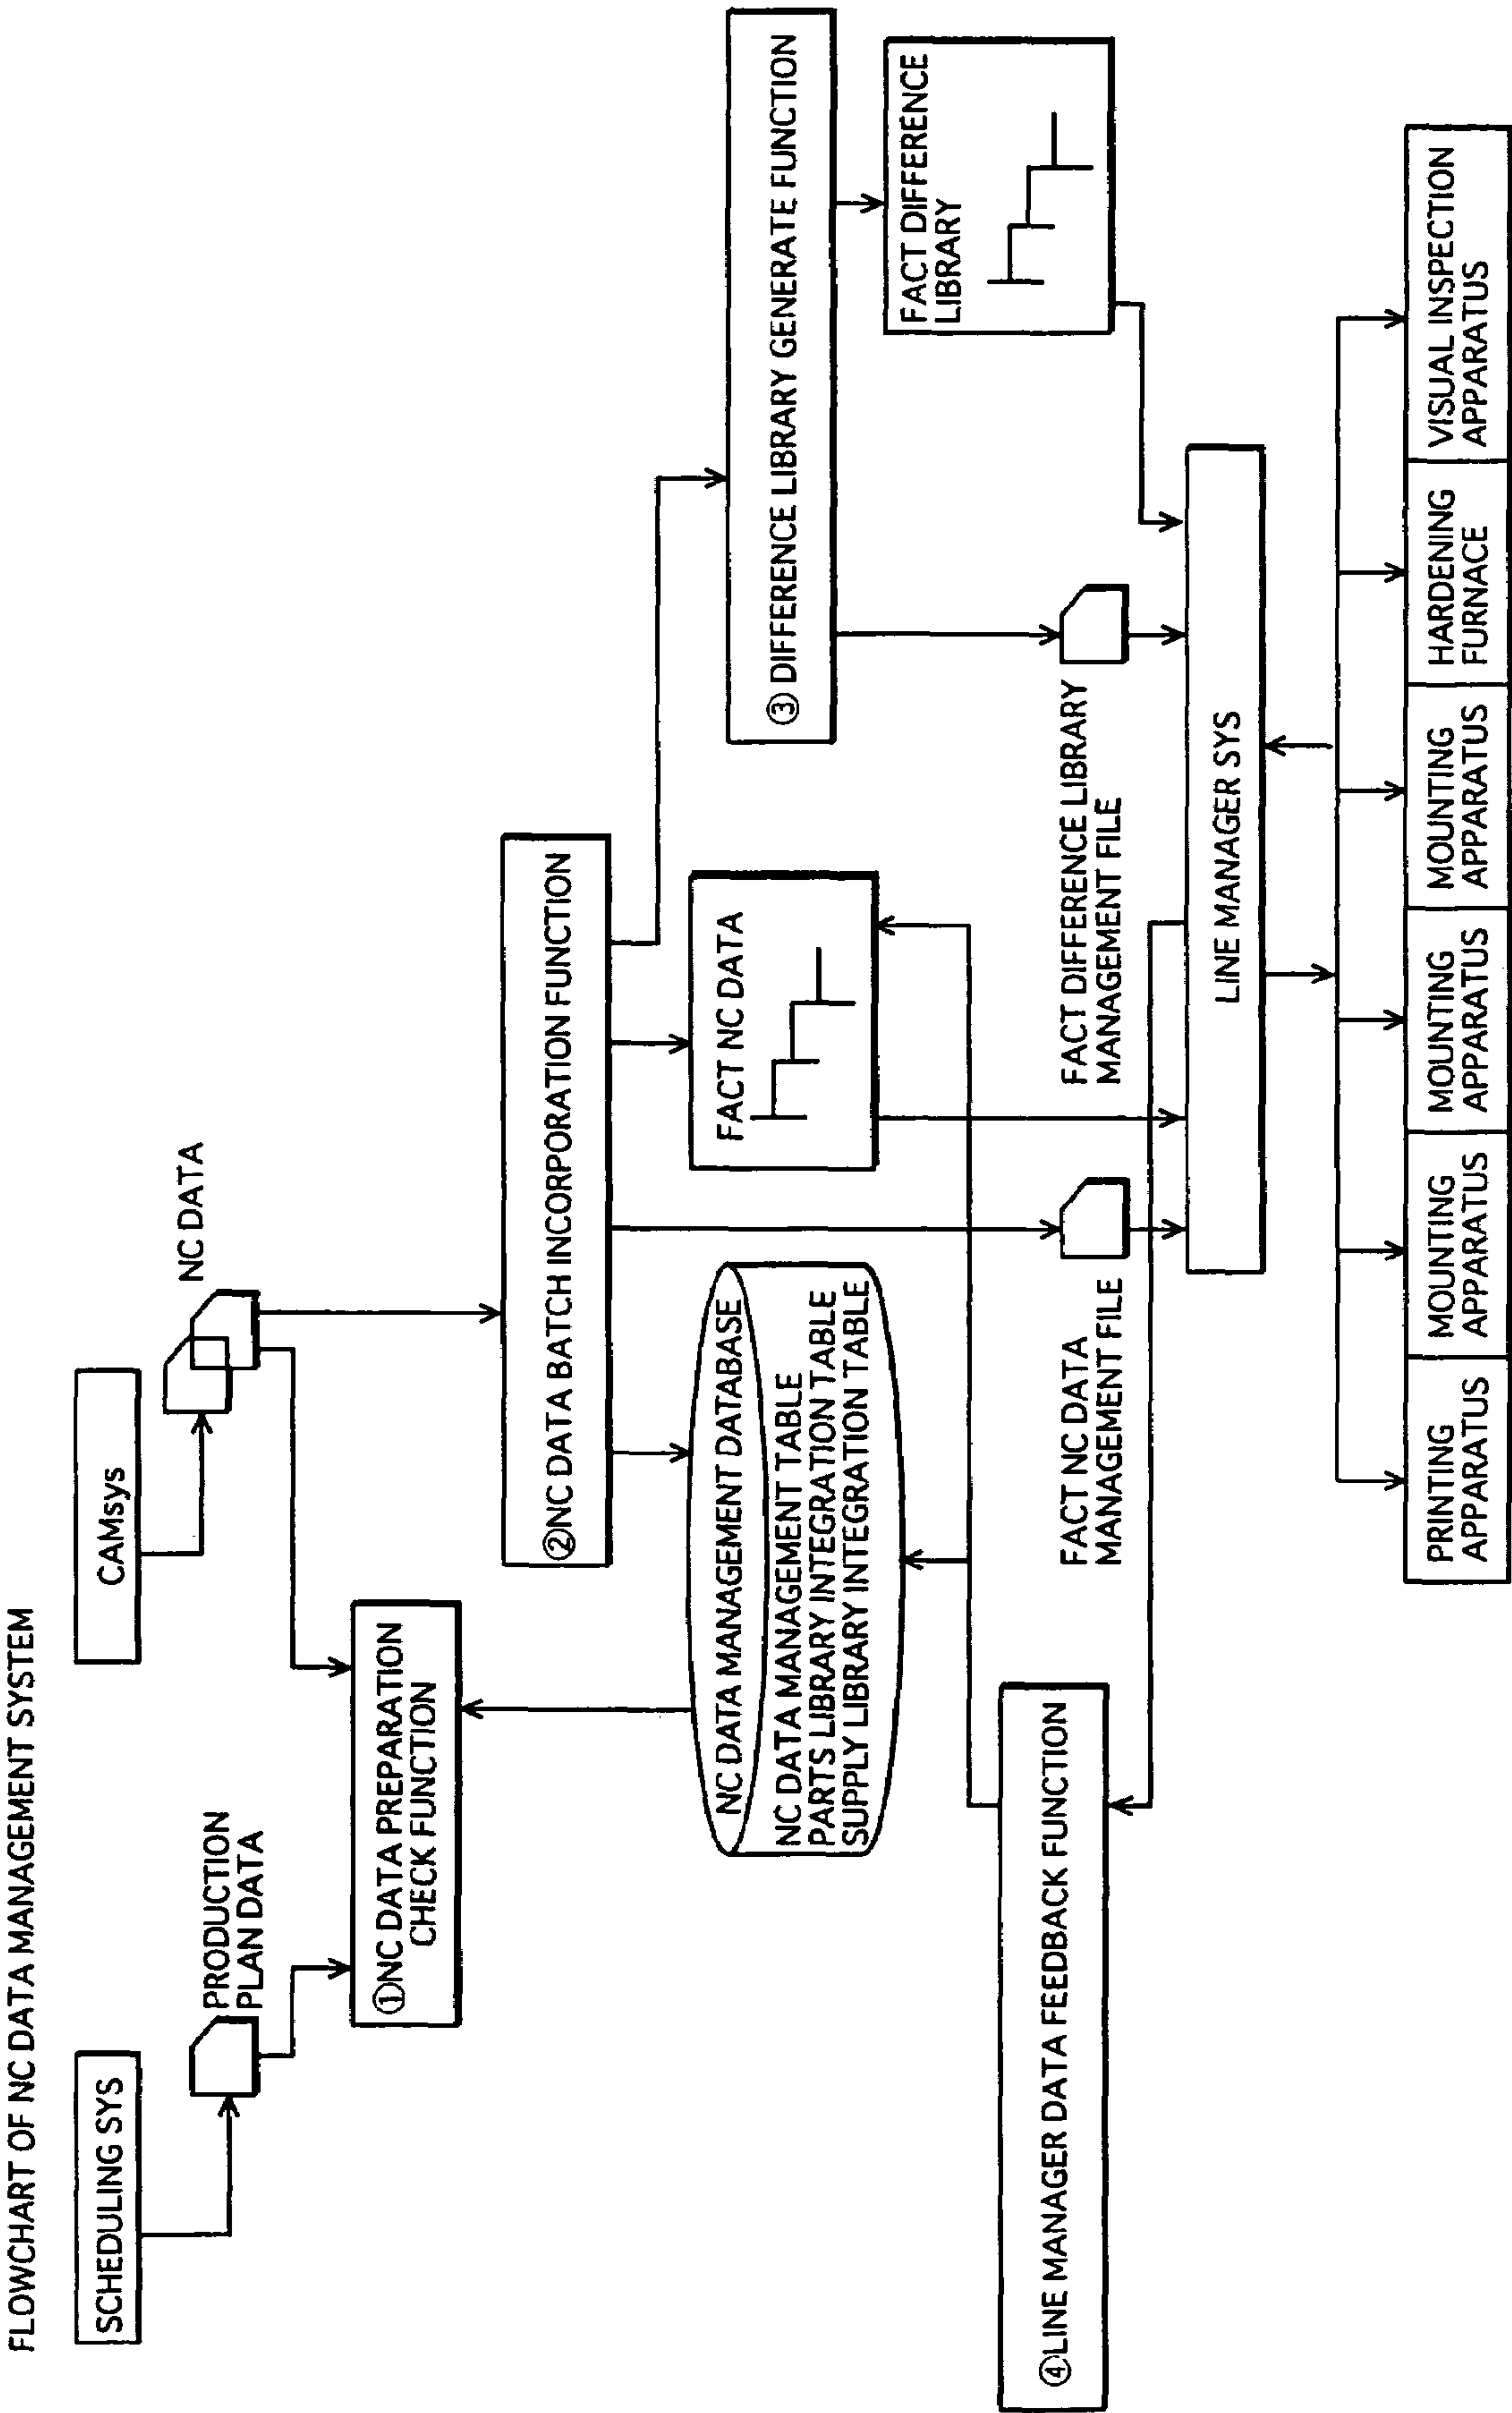 FLOWCHART OF NC DATA MANAGEMENT SYSTEM
SCHEDULING SYS
CAMsys
PRODUCTION
PLAN DATA
NC DATA
①NC DATA PREPARATION
CHECK FUNCTION
②NC DATA BATCH INCORPORATION FUNCTION
③ DIFFERENCE LIBRARY GENERATE FUNCTION
NC DATA MANAGEMENT DATABASE
NC DATA MANAGEMENT TABLE
PARTS LIBRARY INTEGRATION TABLE
SUPPLY LIBRARY INTEGRATION TABLE
FACT NC DATA
FACT DIFFERENCE
LIBRARY
④LINE MANAGER DATA FEEDBACK FUNCTION
FACT NC DATA
MANAGEMENT FILE
FACT DIFFERENCE LIBRARY
MANAGEMENT FILE
LINE MANAGER SYS
PRINTING
APPARATUS
MOUNTING
APPARATUS
MOUNTING
APPARATUS
MOUNTING
APPARATUS
HARDENING
FURNACE
VISUAL INSPECTION
APPARATUS